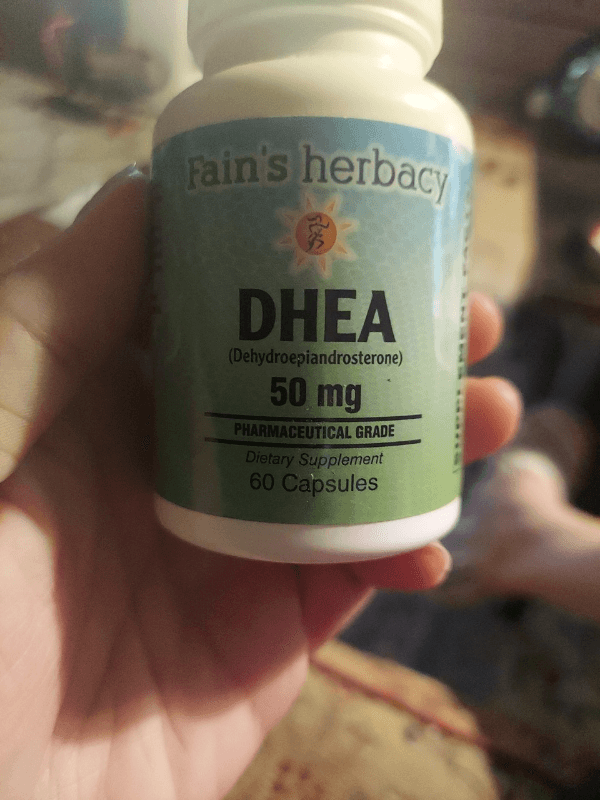 Fain's herbacy
DHEA
(Dehydroepiandrosterone)
50 mg
PHARMACEUTICAL GRADE
Dietary Supplement
60 Capsules